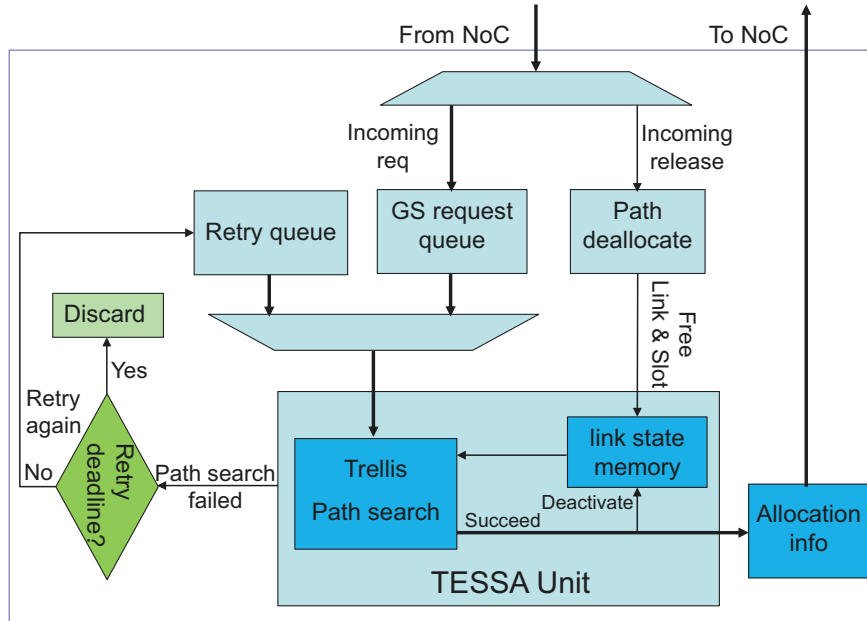 From NoC
To NoC
Incoming
req
Incoming
release
Retry queue
GS request
queue
Path
deallocate
Discard
Free
Link & Slot
Yes
Retry
again
No
Retry
deadline?
Path search
failed
Trellis
Path search
link state
memory
Deactivate
Succeed
Allocation
info
TESSA Unit